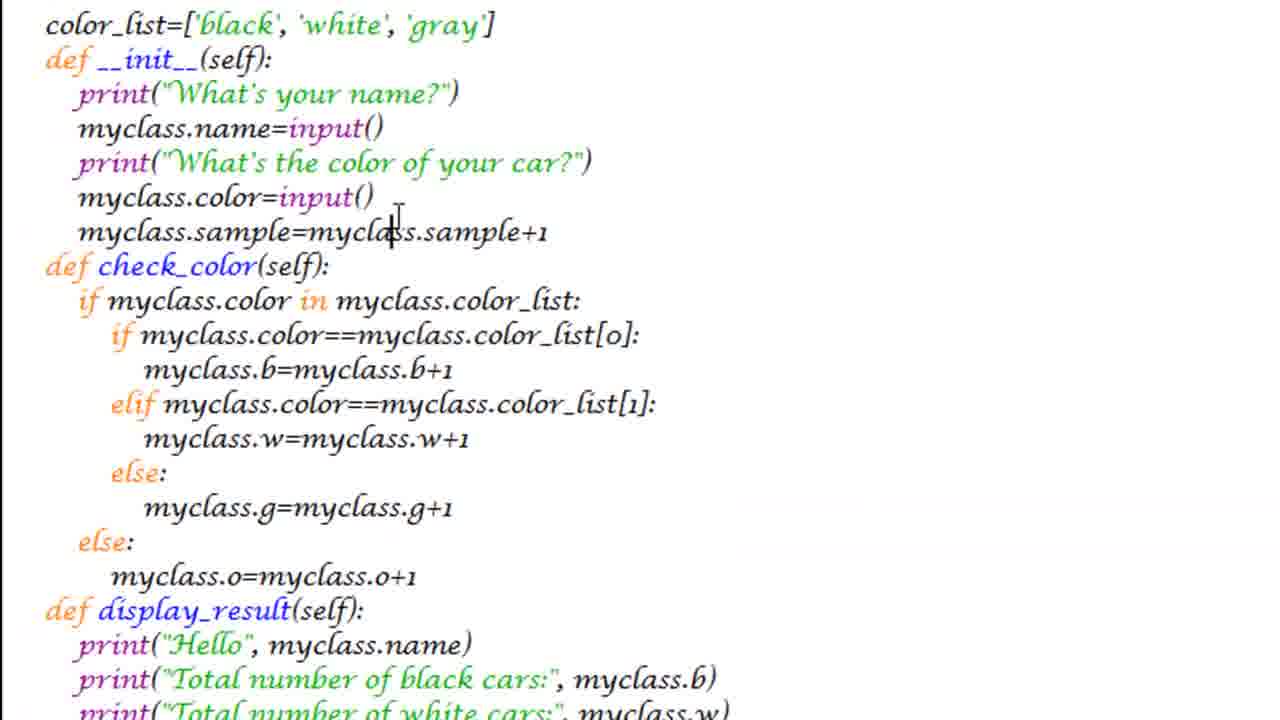 color_list=['black', 'white', 'gray']
def __init__(self):
print("What's your name?")
myclass.name=input()
print("What's the color of your car?")
myclass.color=input()
myclass.sample=myclass.sample+1
def check_color(self):
if myclass.color in myclass.color_list:
if myclass.color==myclass.color_list[0]:
myclass.b=myclass.b+1
elif myclass.color==myclass.color_list[1]:
myclass.w=myclass.w+1
else:
myclass.g=myclass.g+1
else:
myclass.o=myclass.o+1
def display_result(self):
print("Hello", myclass.name)
print("Total number of black cars:", myclass.b)
print("Total number of white cars:", myclass.w)